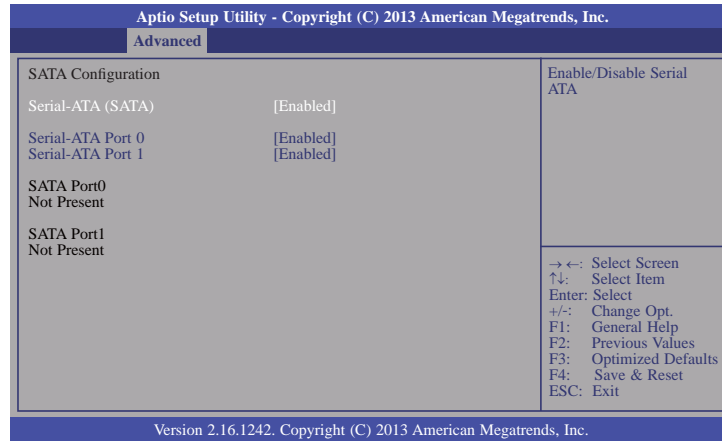 Aptio Setup Utility - Copyright (C) 2013 American Megatrends, Inc.
Advanced
SATA Configuration
Serial-ATA (SATA) [Enabled]
Serial-ATA Port 0 [Enabled]
Serial-ATA Port 1 [Enabled]
SATA Port0
Not Present
SATA Port1
Not Present
Enable/Disable Serial
ATA
→←: Select Screen
↑↓: Select Item
Enter: Select
+/-: Change Opt.
F1: General Help
F2: Previous Values
F3: Optimized Defaults
F4: Save & Reset
ESC: Exit
Version 2.16.1242. Copyright (C) 2013 American Megatrends, Inc.